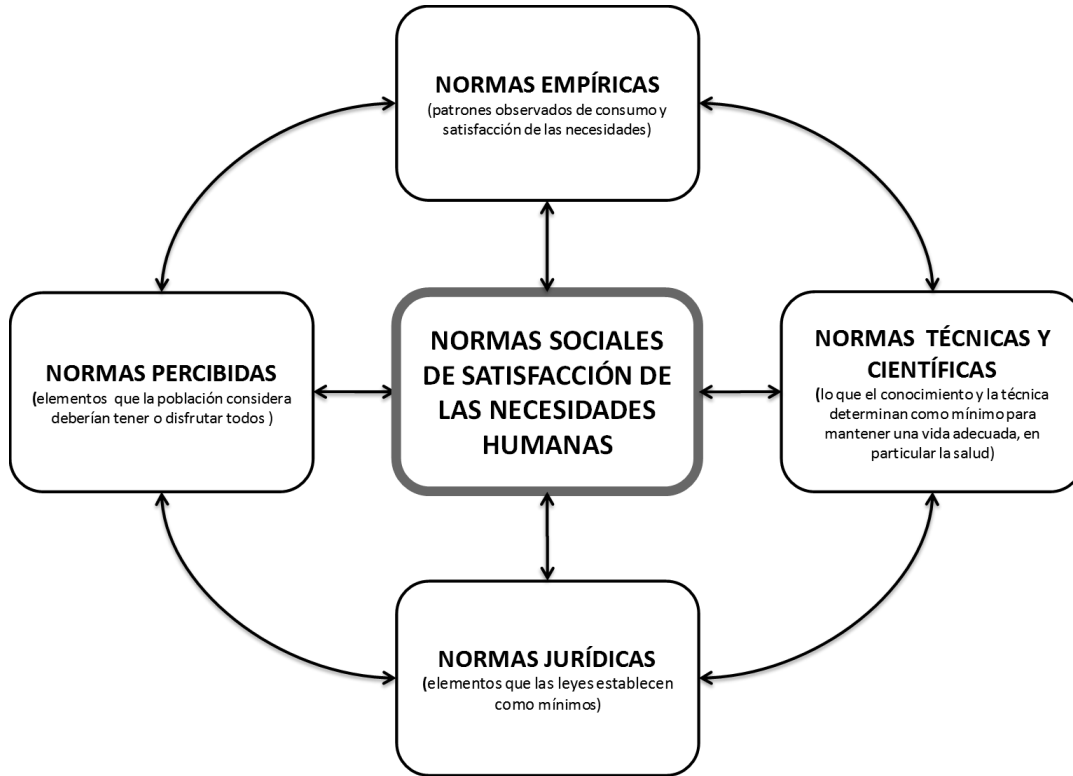 NORMAS EMPÍRICAS
(patrones observados de consumo y
satisfacción de las necesidades)
NORMAS PERCIBIDAS
(elementos que la población considera
deberían tener o disfrutar todos )
NORMAS SOCIALES
DE SATISFACCIÓN DE
LAS NECESIDADES
HUMANAS
NORMAS TÉCNICAS Y
CIENTÍFICAS
(lo que el conocimiento y la técnica
determinan como mínimo para
mantener una vida adecuada, en
particular la salud)
NORMAS JURÍDICAS
(elementos que las leyes establecen
como mínimos)